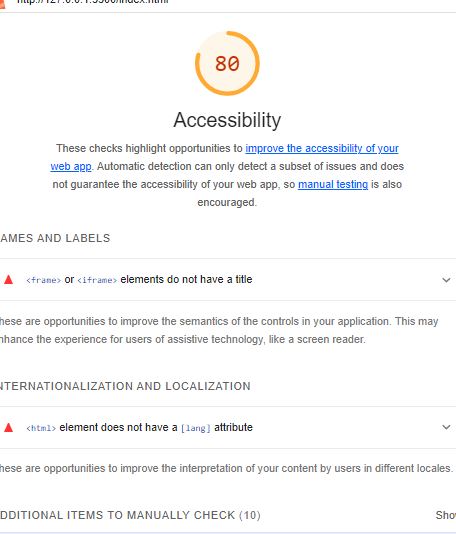 http://127.0.0.1:5500/index.html
80
Accessibility
These checks highlight opportunities to improve the accessibility of your
web app. Automatic detection can only detect a subset of issues and does
not guarantee the accessibility of your web app, so manual testing is also
encouraged.
AMES AND LABELS
<frame> or <iframe> elements do not have a title
hese are opportunities to improve the semantics of the controls in your application. This may
nhance the experience for users of assistive technology, like a screen reader.
NTERNATIONALIZATION AND LOCALIZATION
<html> element does not have a [lang] attribute
hese are opportunities to improve the interpretation of your content by users in different locales.
DDITIONAL ITEMS TO MANUALLY CHECK (10) Show